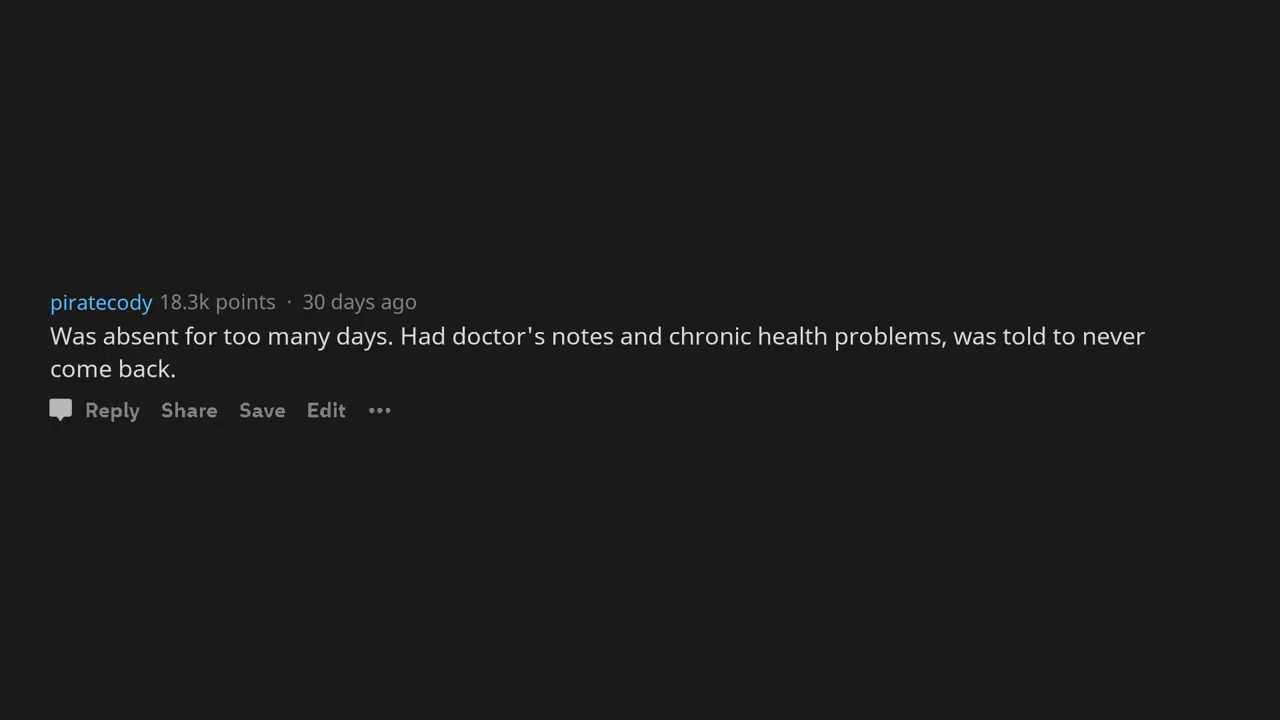 piratecody 18.3k points · 30 days ago
Was absent for too many days. Had doctor's notes and chronic health problems, was told to never
come back.
Reply Share Save Edit •••